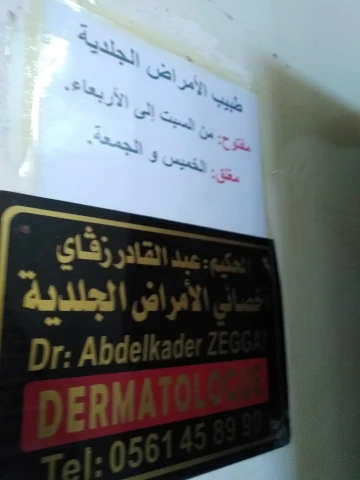 طبيب الأمراض الجلدية
مفتوح: من السبت إلى الأربعاء.
مغلق: الخميس و الجمعة.
الحكيم: عبد القادر زڤاي
أخصائي الأمراض الجلدية
Dr: Abdelkader ZEGGAI
DERMATOLOGUE
Tel: 0561 45 89 90